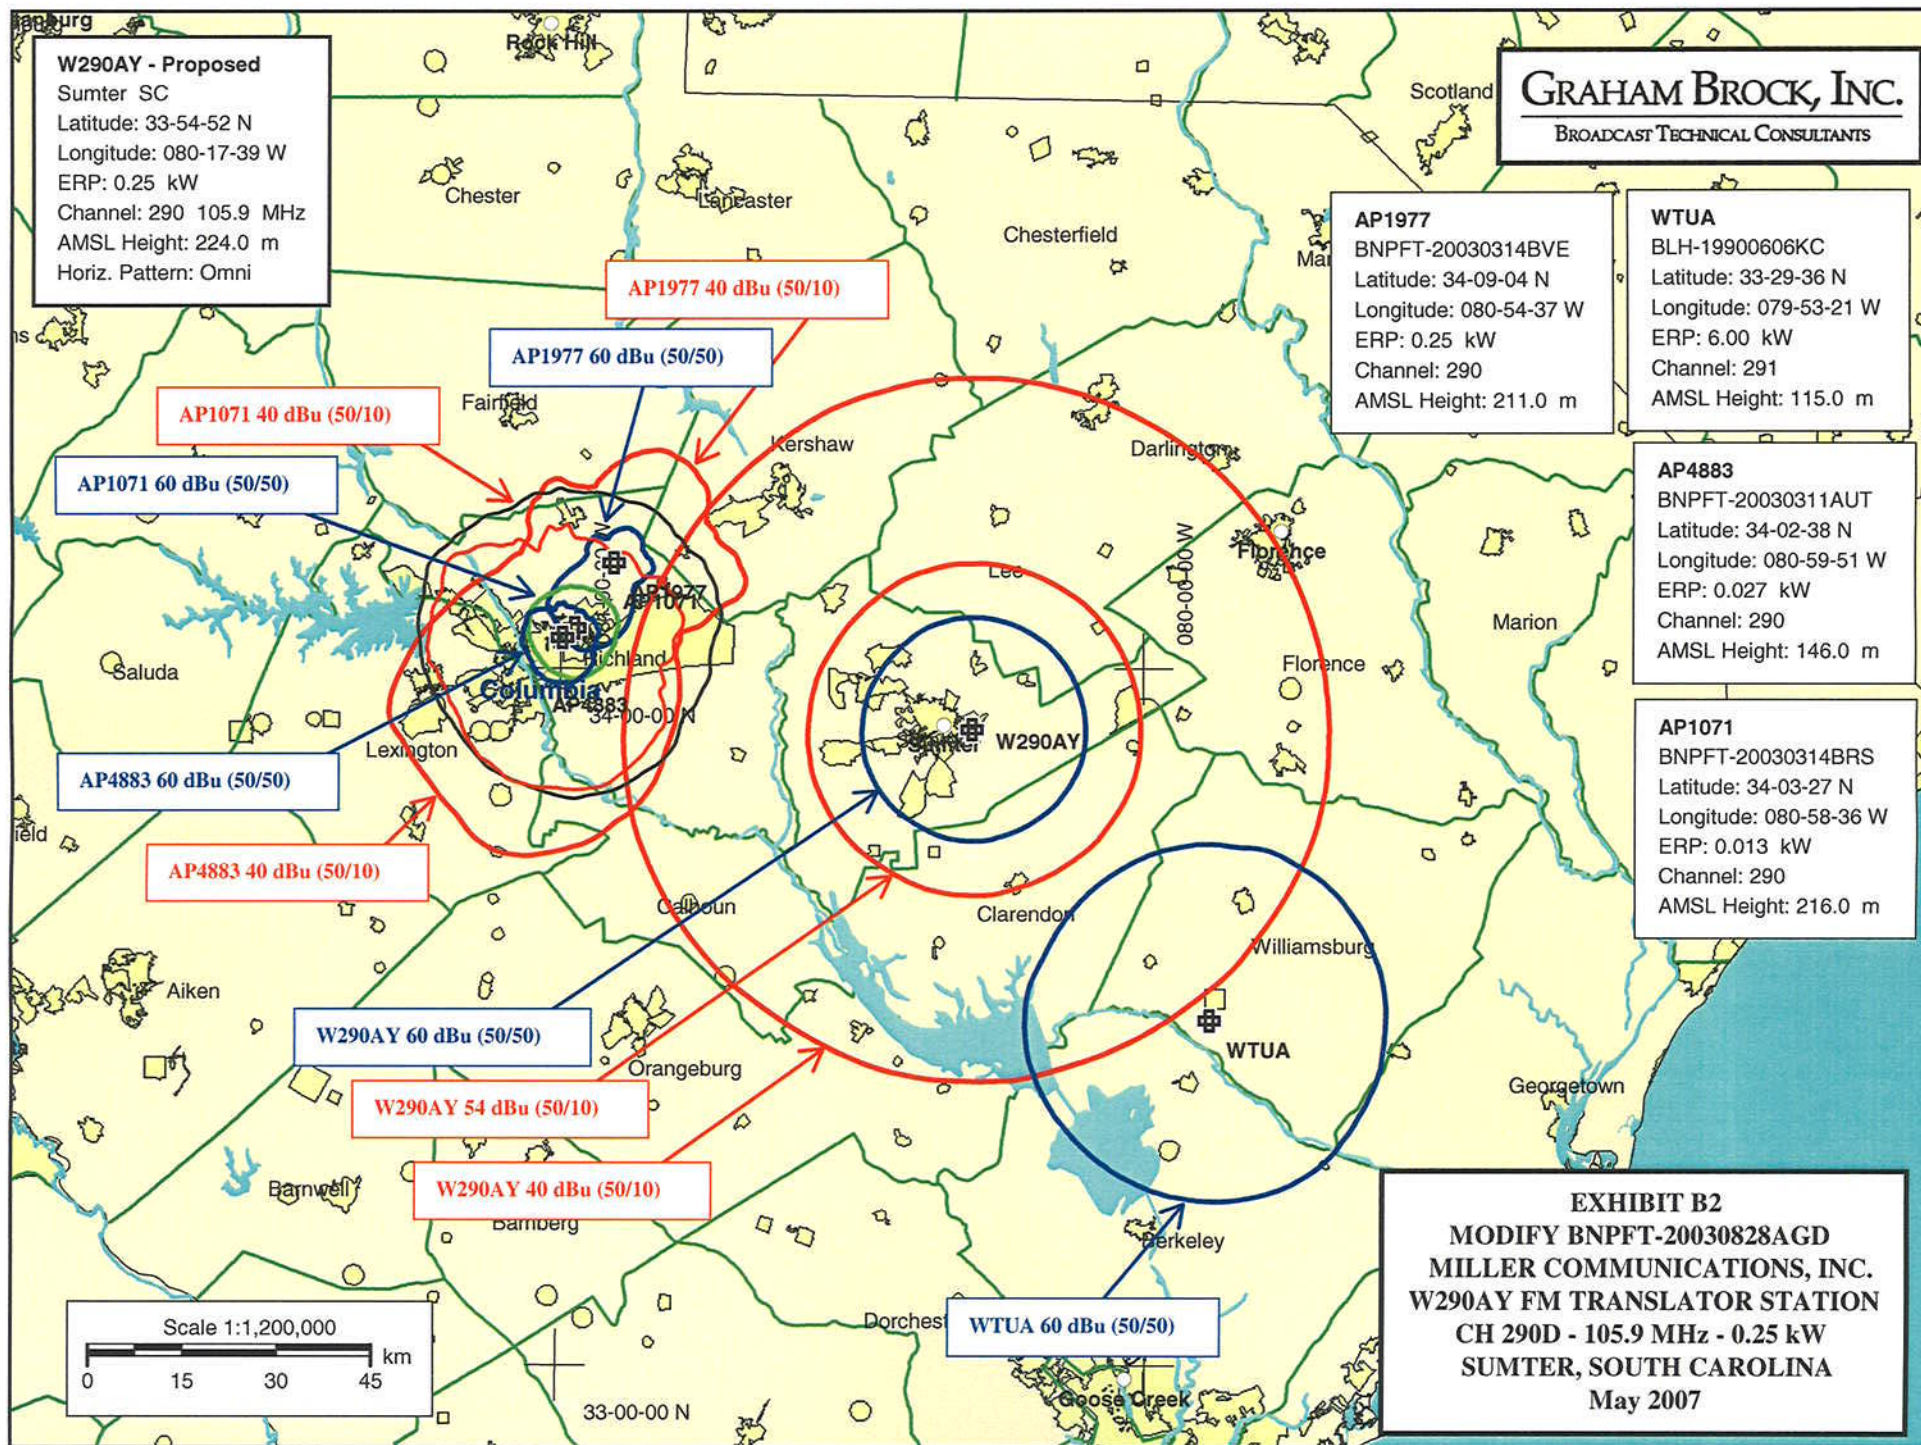 Rock Hill
W290AY - Proposed
Sumter SC
Latitude: 33-54-52 N
Longitude: 080-17-39 W
ERP: 0.25 kW
Channel: 290 105.9 MHz
AMSL Height: 224.0 m
Horiz. Pattern: Omni
GRAHAM BROCK, INC.
BROADCAST TECHNICAL CONSULTANTS
Scotland
Chester
Lancaster
Chesterfield
AP1977
BNPFT-20030314BVE
Latitude: 34-09-04 N
Longitude: 080-54-37 W
ERP: 0.25 kW
Channel: 290
AMSL Height: 211.0 m
WTUA
BLH-19900606KC
Latitude: 33-29-36 N
Longitude: 079-53-21 W
ERP: 6.00 kW
Channel: 291
AMSL Height: 115.0 m
AP1977 40 dBu (50/10)
AP1977 60 dBu (50/50)
AP1071 40 dBu (50/10)
Fairfield
Kershaw
Darlington
AP1071 60 dBu (50/50)
AP4883
BNPFT-20030311AUT
Latitude: 34-02-38 N
Longitude: 080-59-51 W
ERP: 0.027 kW
Channel: 290
AMSL Height: 146.0 m
Florence
Lee
080-00-00 W
AP1977
AP1071
Marion
Richland
Saluda
Florence
Columbia
AP4883
34-00-00 N
Lexington
Sumter
W290AY
AP1071
BNPFT-20030314BRS
Latitude: 34-03-27 N
Longitude: 080-58-36 W
ERP: 0.013 kW
Channel: 290
AMSL Height: 216.0 m
AP4883 60 dBu (50/50)
AP4883 40 dBu (50/10)
Calhoun
Clarendon
Williamsburg
Aiken
W290AY 60 dBu (50/50)
WTUA
Orangeburg
Georgetown
W290AY 54 dBu (50/10)
W290AY 40 dBu (50/10)
Barnwell
Bamberg
Berkeley
EXHIBIT B2
MODIFY BNPFT-20030828AGD
MILLER COMMUNICATIONS, INC.
W290AY FM TRANSLATOR STATION
CH 290D - 105.9 MHz - 0.25 kW
SUMTER, SOUTH CAROLINA
May 2007
Dorchest
WTUA 60 dBu (50/50)
Scale 1:1,200,000
km
0 15 30 45
33-00-00 N
Goose Creek